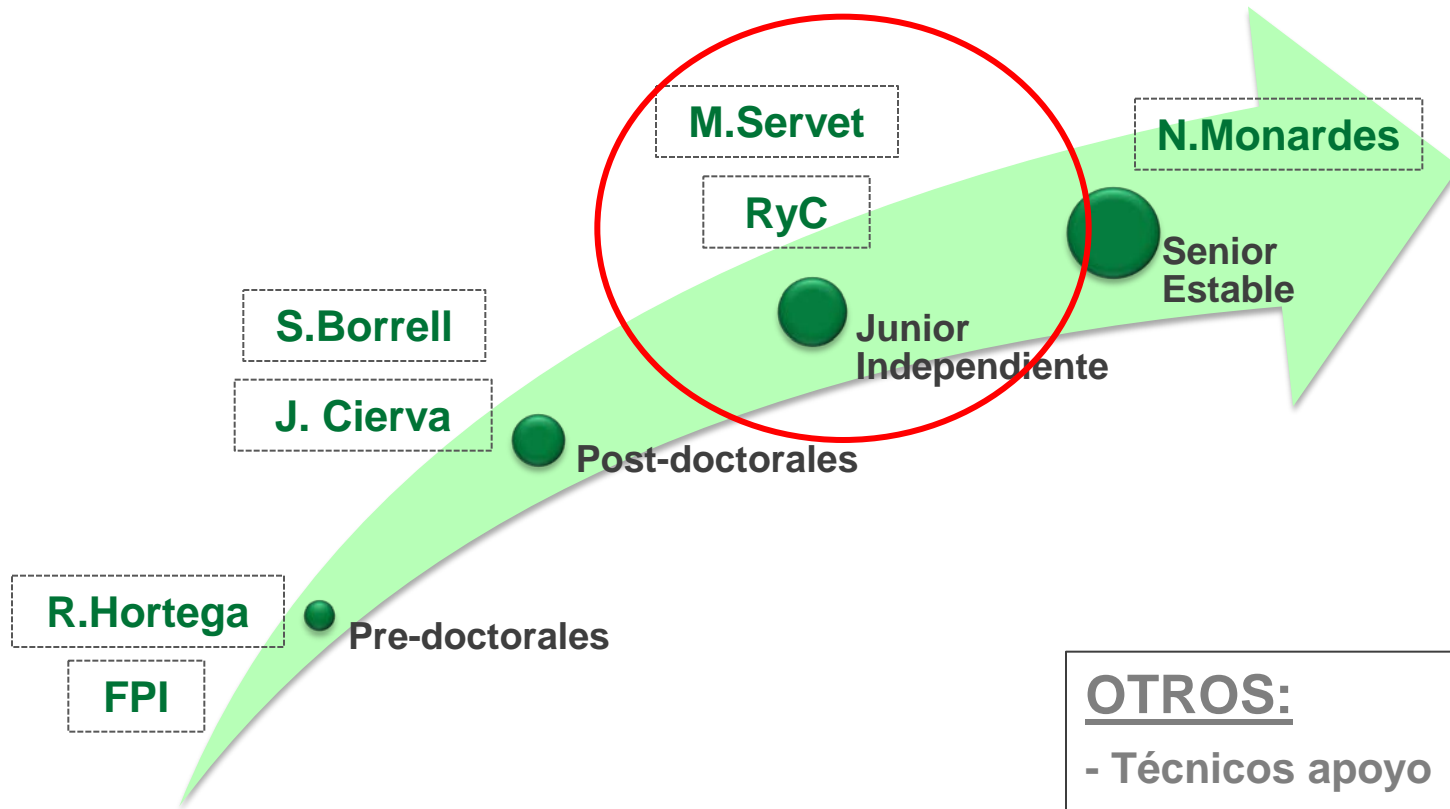 M.Servet
N.Monardes
RyC
Senior
Estable
S.Borrell
Junior
Independiente
J. Cierva
Post-doctorales
R.Hortega
Pre-doctorales
FPI
OTROS:
- Técnicos apoyo